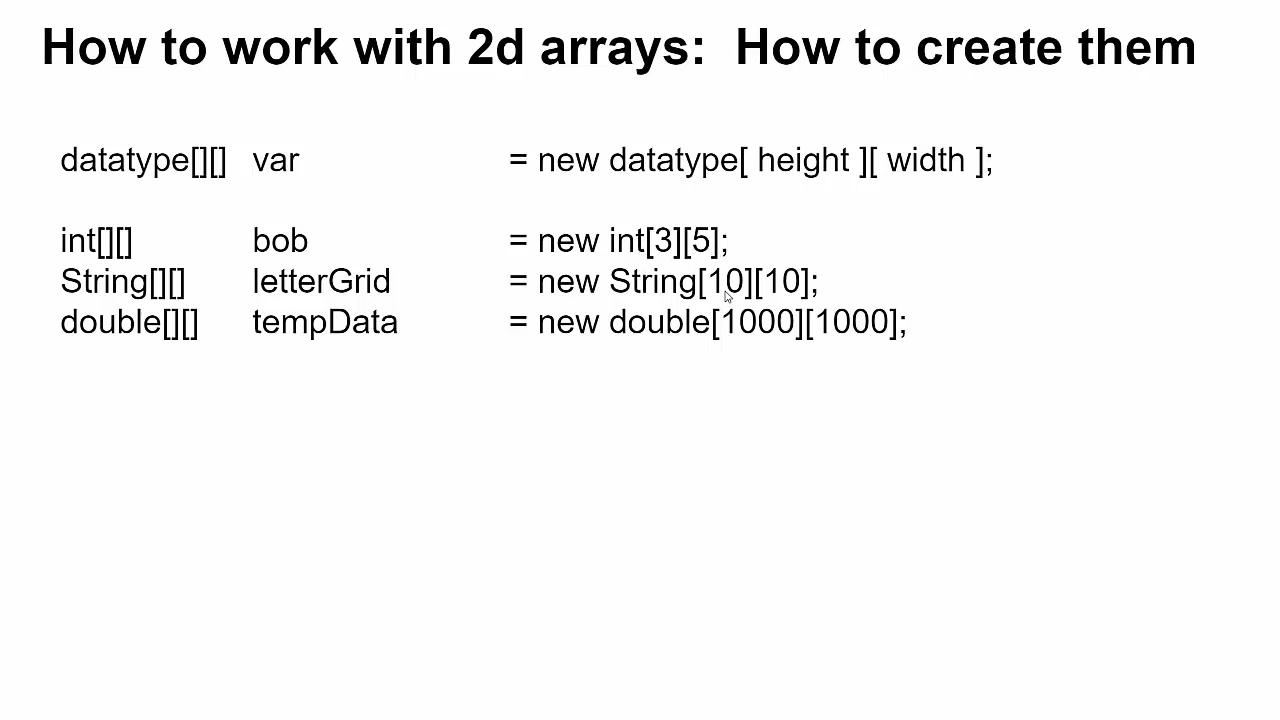 How to work with 2d arrays:  How to create them
datatype[][] var = new datatype[ height ][ width ];
int[][] bob = new int[3][5];
String[][] letterGrid = new String[10][10];
double[][] tempData = new double[1000][1000];